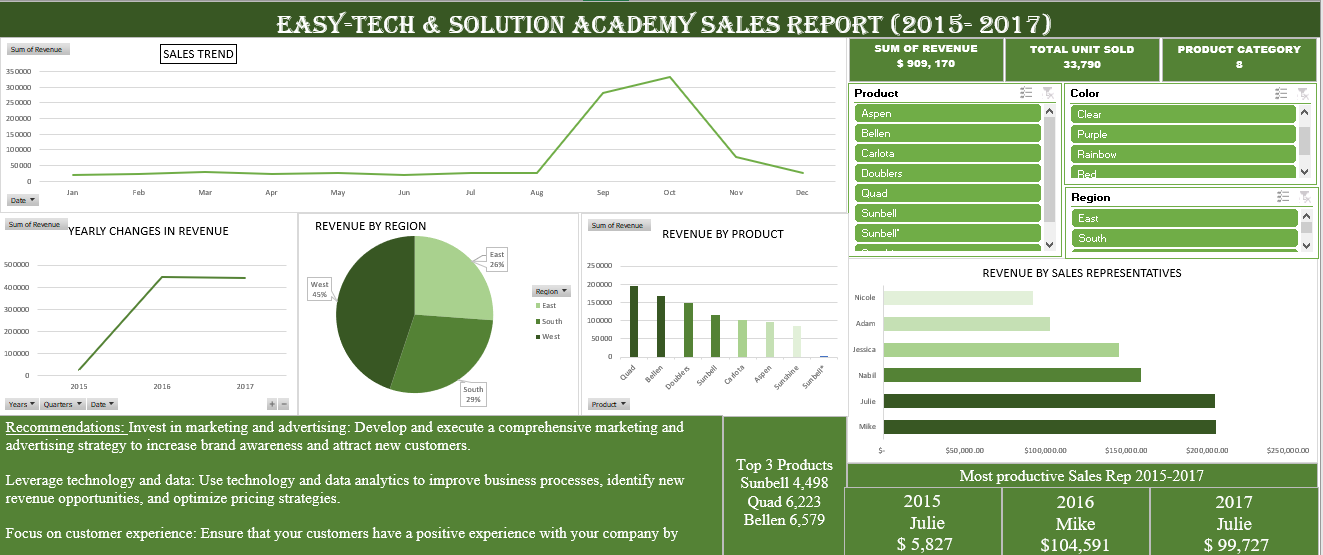 EASY-TECH & SOLUTION ACADEMY SALES REPORT (2015- 2017)
Sum of Revenue
SALES TREND
350000
300000
250000
200000
150000
100000
50000
0
Jan Feb Mar Apr May Jun Jul Aug Sep Oct Nov Dec
Date
SUM OF REVENUE
$ 909, 170
TOTAL UNIT SOLD
33,790
PRODUCT CATEGORY
8
Product
Aspen
Bellen
Carlota
Doublers
Quad
Sunbell
Sunbell*
Color
Clear
Purple
Rainbow
Red
Region
East
South
Sum of Revenue
YEARLY CHANGES IN REVENUE
500000
400000
300000
200000
100000
0
2015 2016 2017
Years Quarters Date
REVENUE BY REGION
East
26%
West
45%
South
29%
Region
East
South
West
Sum of Revenue
REVENUE BY PRODUCT
250000
200000
150000
100000
50000
0
Quad Bellen Doublers Sunbell Carlota Aspen Sunshine Sunbell*
Product
REVENUE BY SALES REPRESENTATIVES
Nicole
Adam
Jessica
Nabil
Julie
Mike
$- $50,000.00 $100,000.00 $150,000.00 $200,000.00 $250,000.00
Recommendations: Invest in marketing and advertising: Develop and execute a comprehensive marketing and
advertising strategy to increase brand awareness and attract new customers.
Leverage technology and data: Use technology and data analytics to improve business processes, identify new
revenue opportunities, and optimize pricing strategies.
Focus on customer experience: Ensure that your customers have a positive experience with your company by
Top 3 Products
Sunbell 4,498
Quad 6,223
Bellen 6,579
Most productive Sales Rep 2015-2017
2015
Julie
$ 5,827
2016
Mike
$104,591
2017
Julie
$ 99,727